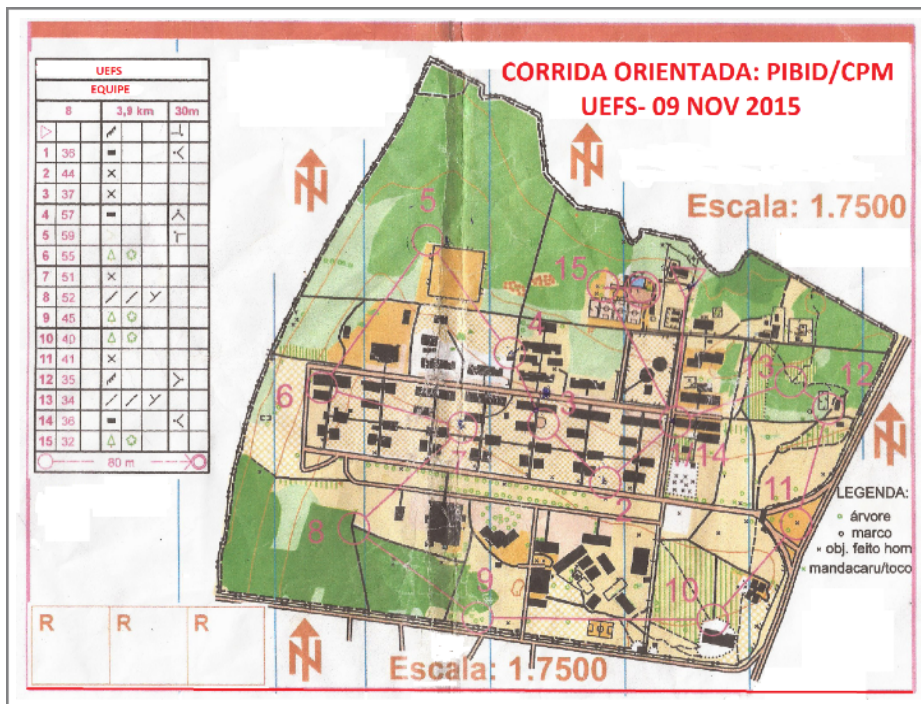 CORRIDA ORIENTADA: PIBID/CPM
UEFS- 09 NOV 2015
UEFS
EQUIPE
8 3,9 km 30m
1 36
2 44
3 37
4 57
5 59
6 55
7 51
8 52
9 45
10 40
11 41
12 35
13 34
14 36
15 32
80 m
N
N
Escala: 1.7500
5
15
4
13
12
6
3
7
14
N
2
11
8
LEGENDA:
árvore
marco
obj. feito hom
mandacaru/toco
9
10
R R R
N
Escala: 1.7500